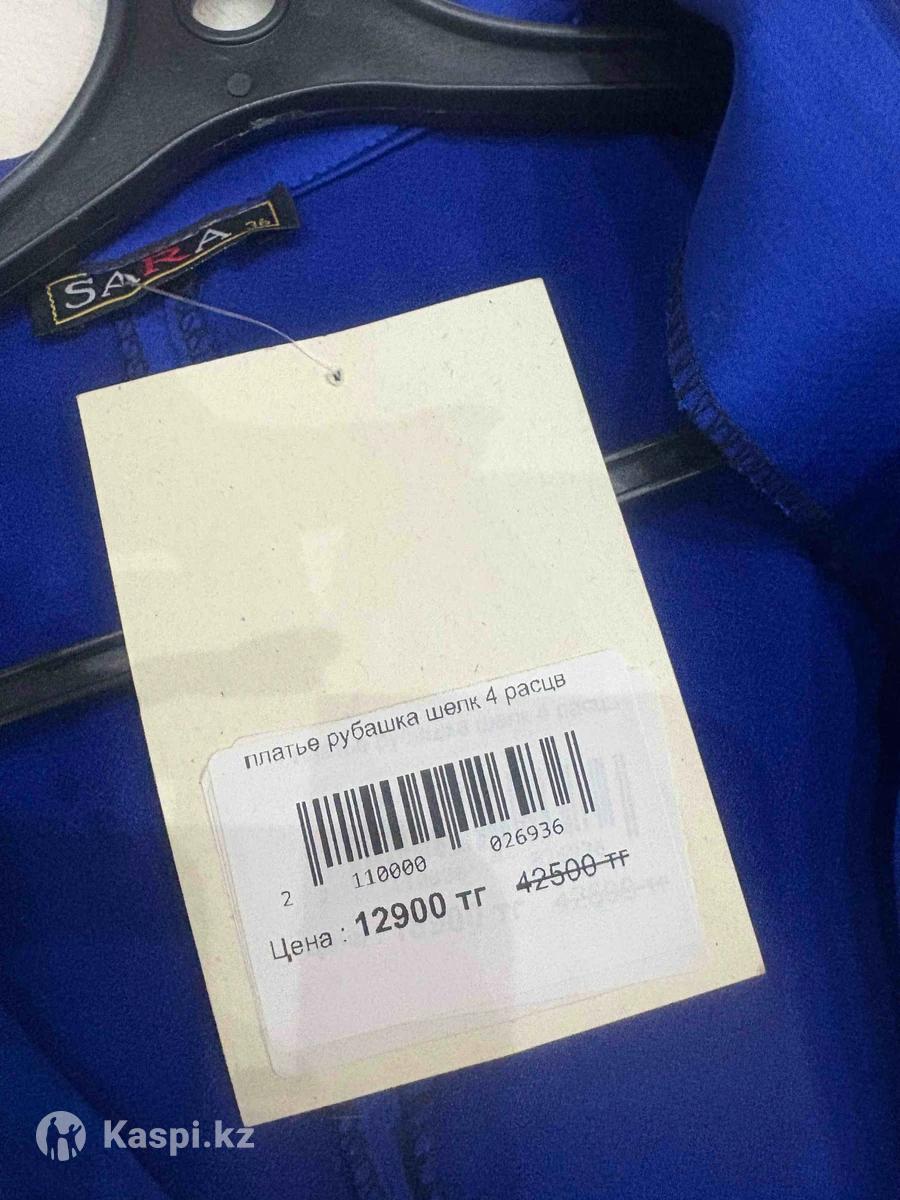 SARA 36
платье рубашка шелк 4 расцв
2 110000 026936
Цена : 12900 тг 42500 тг
Kaspi.kz